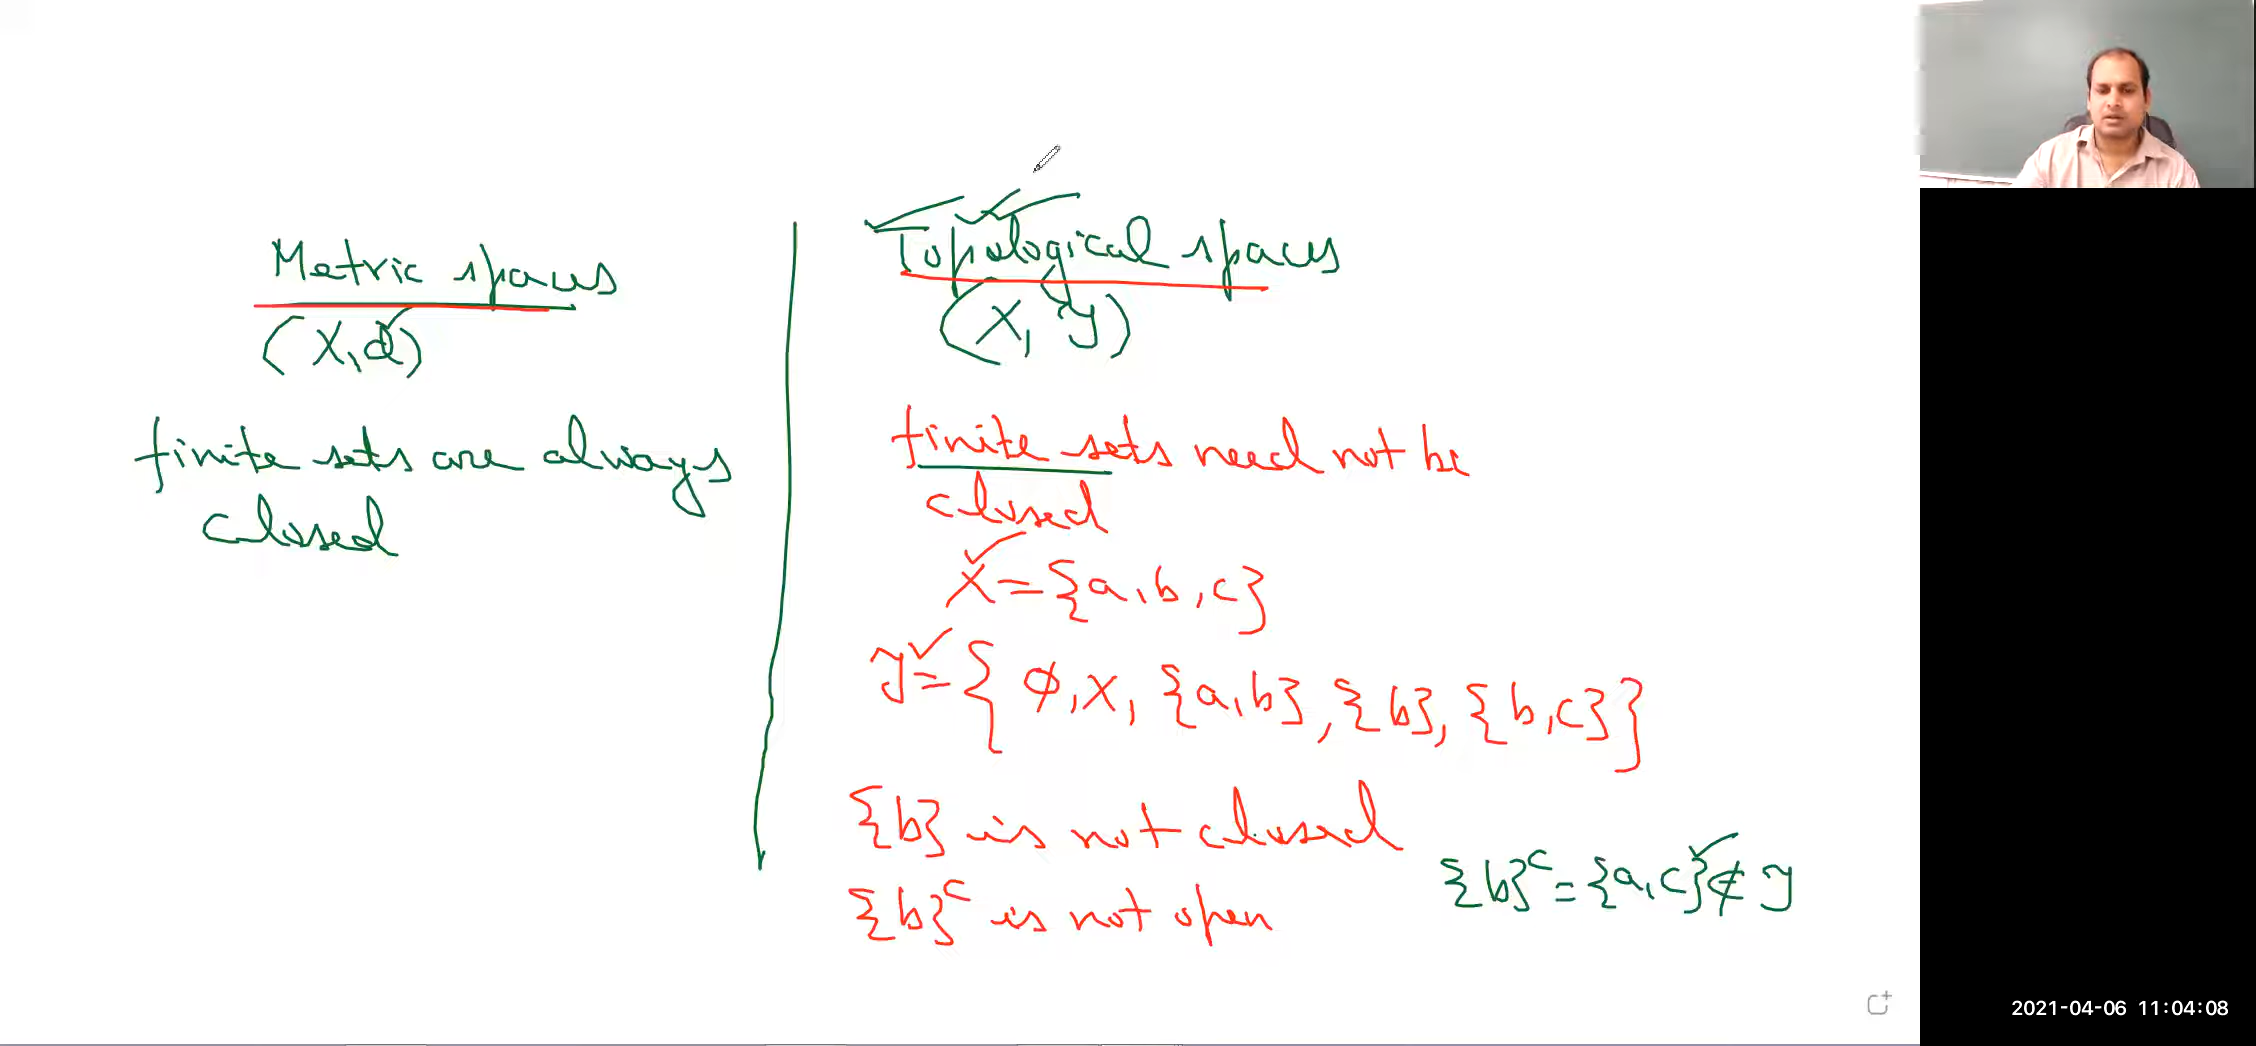 Metric spaces
(X, d)
finite sets are always
closed
Topological spaces
(X, 𝒯)
finite sets need not be
closed
X = {a, b, c}
𝒯 = { ϕ, X, {a, b}, {b}, {b, c} }
{b} is not closed
{b}ᶜ is not open
{b}ᶜ = {a, c} ∉ 𝒯
2021-04-06 11:04:08